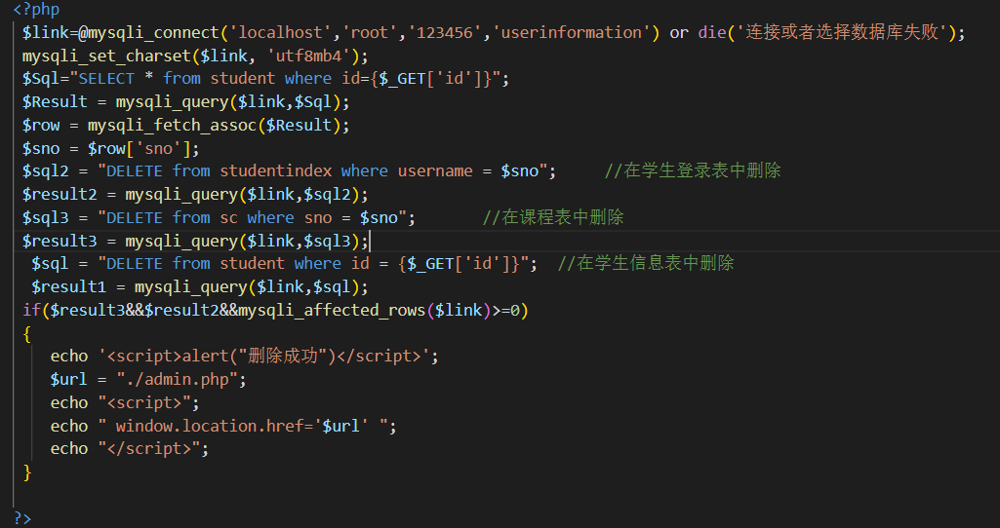 <?php
$link=@mysqli_connect('localhost','root','123456','userinformation') or die('连接或者选择数据库失败');
mysqli_set_charset($link, 'utf8mb4');
$Sql="SELECT * from student where id={$_GET['id']}";
$Result = mysqli_query($link,$Sql);
$row = mysqli_fetch_assoc($Result);
$sno = $row['sno'];
$sql2 = "DELETE from studentindex where username = $sno";     //在学生登录表中删除
$result2 = mysqli_query($link,$sql2);
$sql3 = "DELETE from sc where sno = $sno";       //在课程表中删除
$result3 = mysqli_query($link,$sql3);
 $sql = "DELETE from student where id = {$_GET['id']}";  //在学生信息表中删除
 $result1 = mysqli_query($link,$sql);
if($result3&&$result2&&mysqli_affected_rows($link)>=0)
{
   echo '<script>alert("删除成功")</script>';
   $url = "./admin.php";
   echo "<script>";
   echo " window.location.href='$url' ";
   echo "</script>";
}
?>